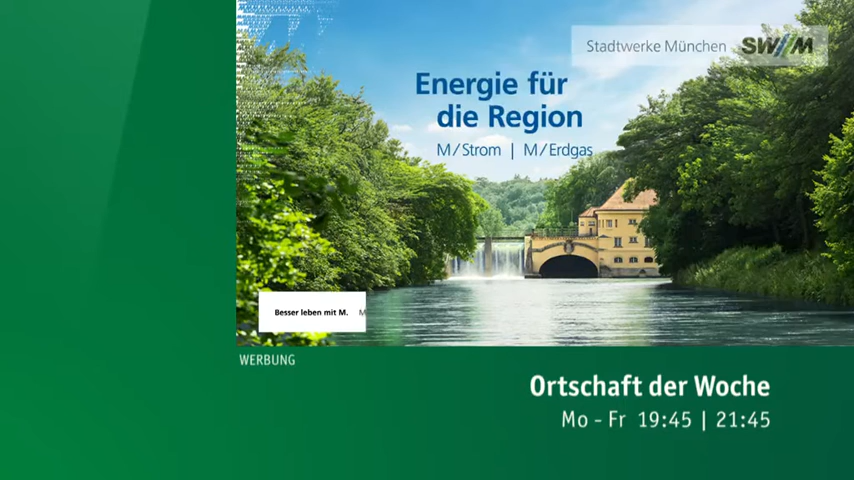 Stadtwerke München SW//M
Energie für
die Region
M/Strom | M/Erdgas
Besser leben mit M. M
WERBUNG
Ortschaft der Woche
Mo - Fr 19:45 | 21:45